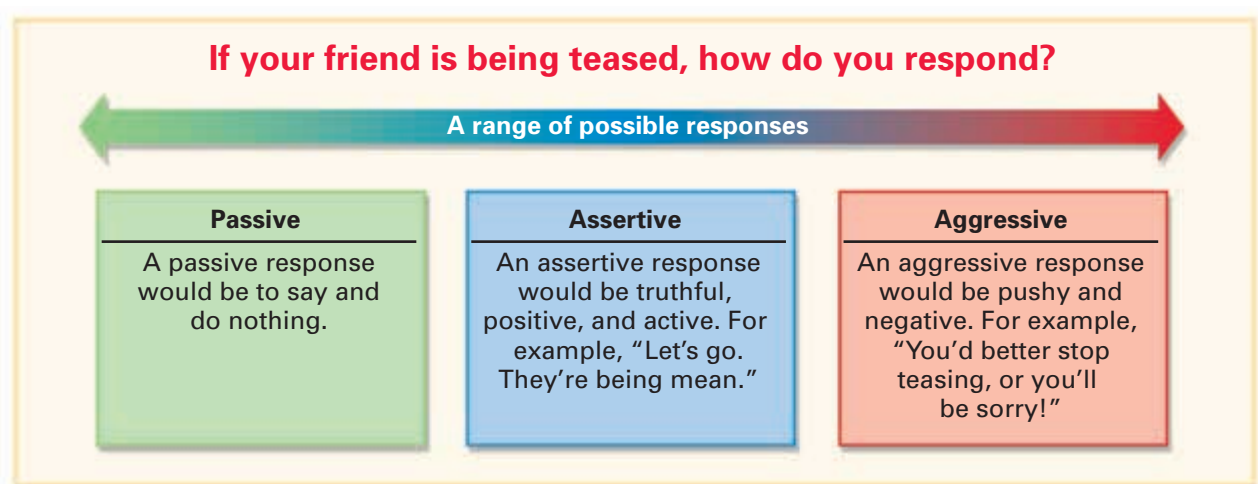 If your friend is being teased, how do you respond?
A range of possible responses
Passive
A passive response
would be to say and
do nothing.
Assertive
An assertive response
would be truthful,
positive, and active. For
example, “Let’s go.
They’re being mean.”
Aggressive
An aggressive response
would be pushy and
negative. For example,
“You’d better stop
teasing, or you’ll
be sorry!”